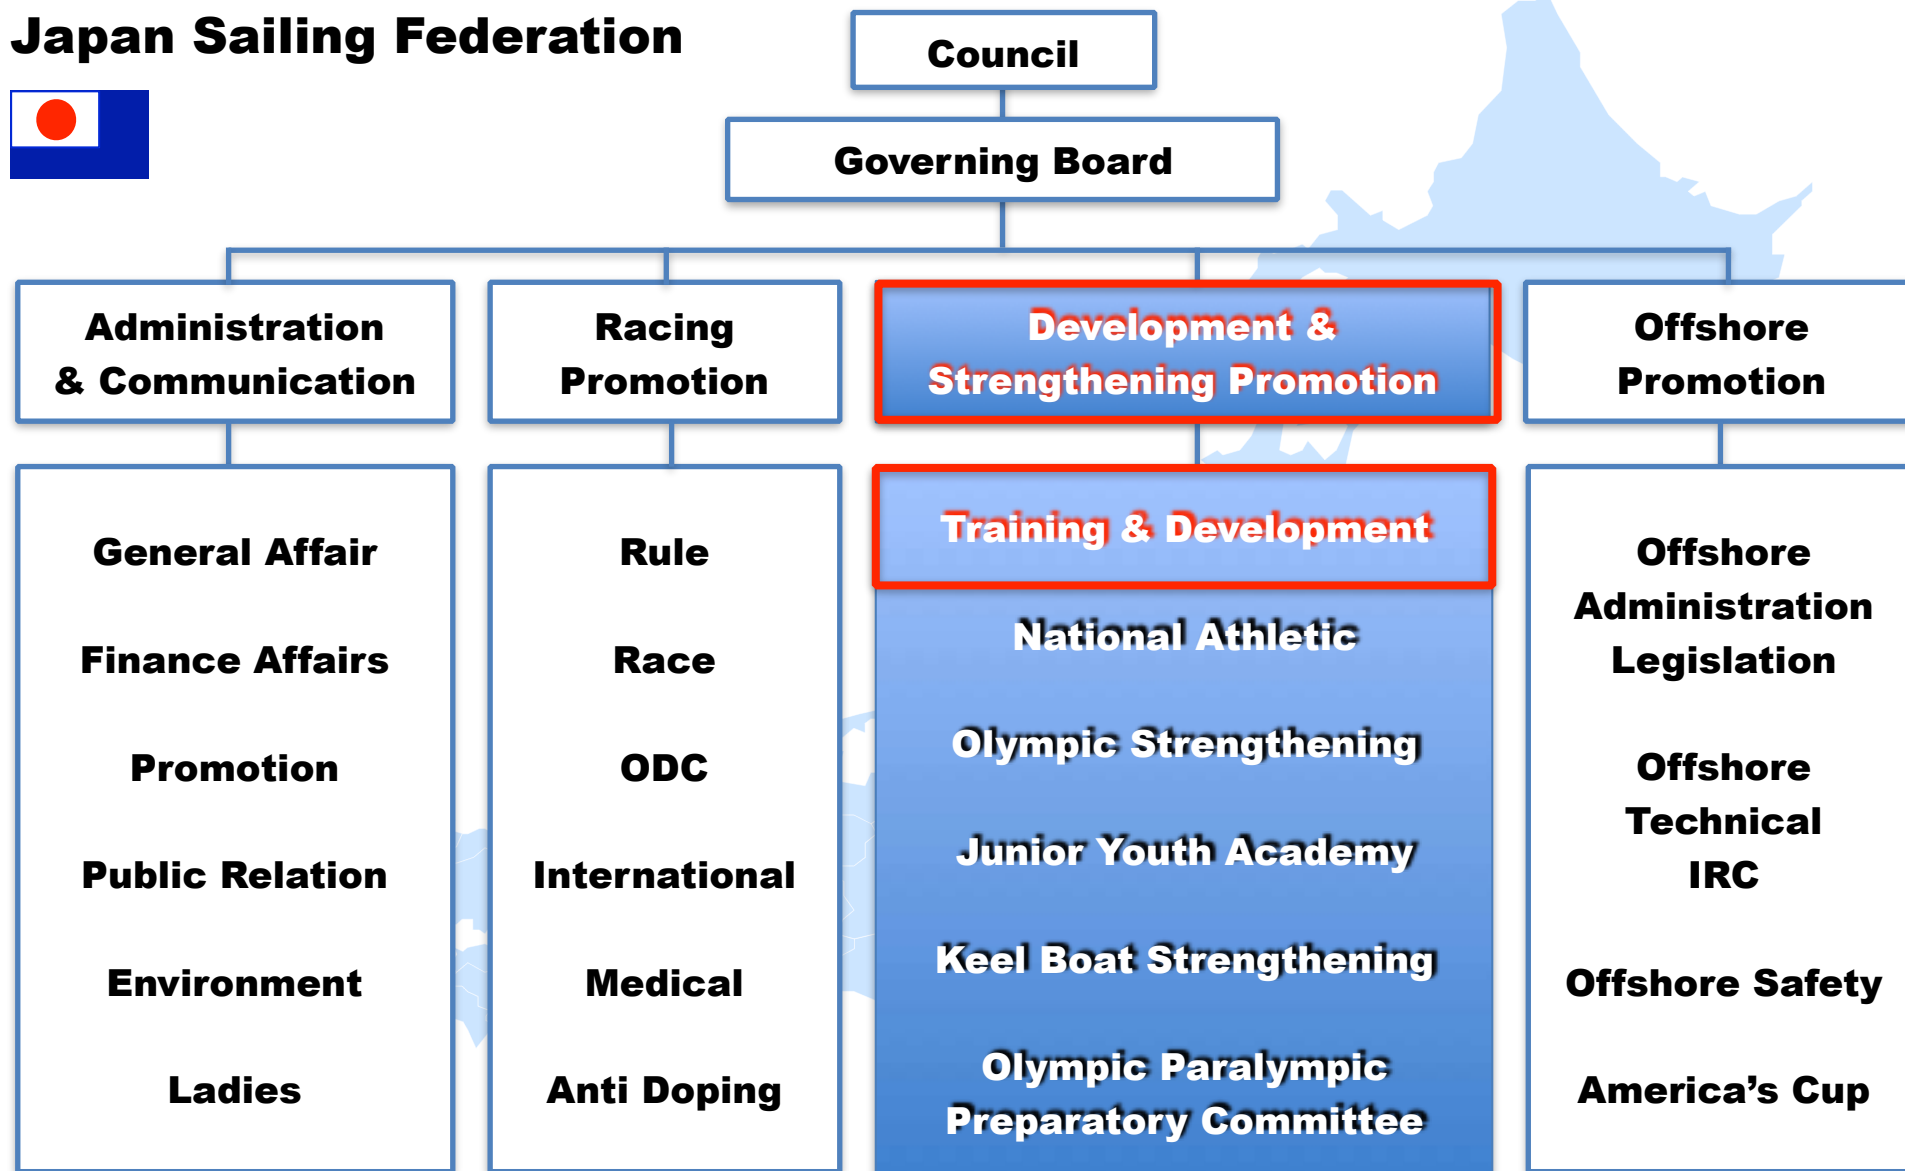 Japan Sailing Federation
Council
Governing Board
Administration
& Communication
Racing
Promotion
Development &
Strengthening Promotion
Offshore
Promotion
General Affair
Finance Affairs
Promotion
Public Relation
Environment
Ladies
Rule
Race
ODC
International
Medical
Anti Doping
Training & Development
National Athletic
Olympic Strengthening
Junior Youth Academy
Keel Boat Strengthening
Olympic Paralympic
Preparatory Committee
Offshore
Administration
Legislation
Offshore
Technical
IRC
Offshore Safety
America’s Cup